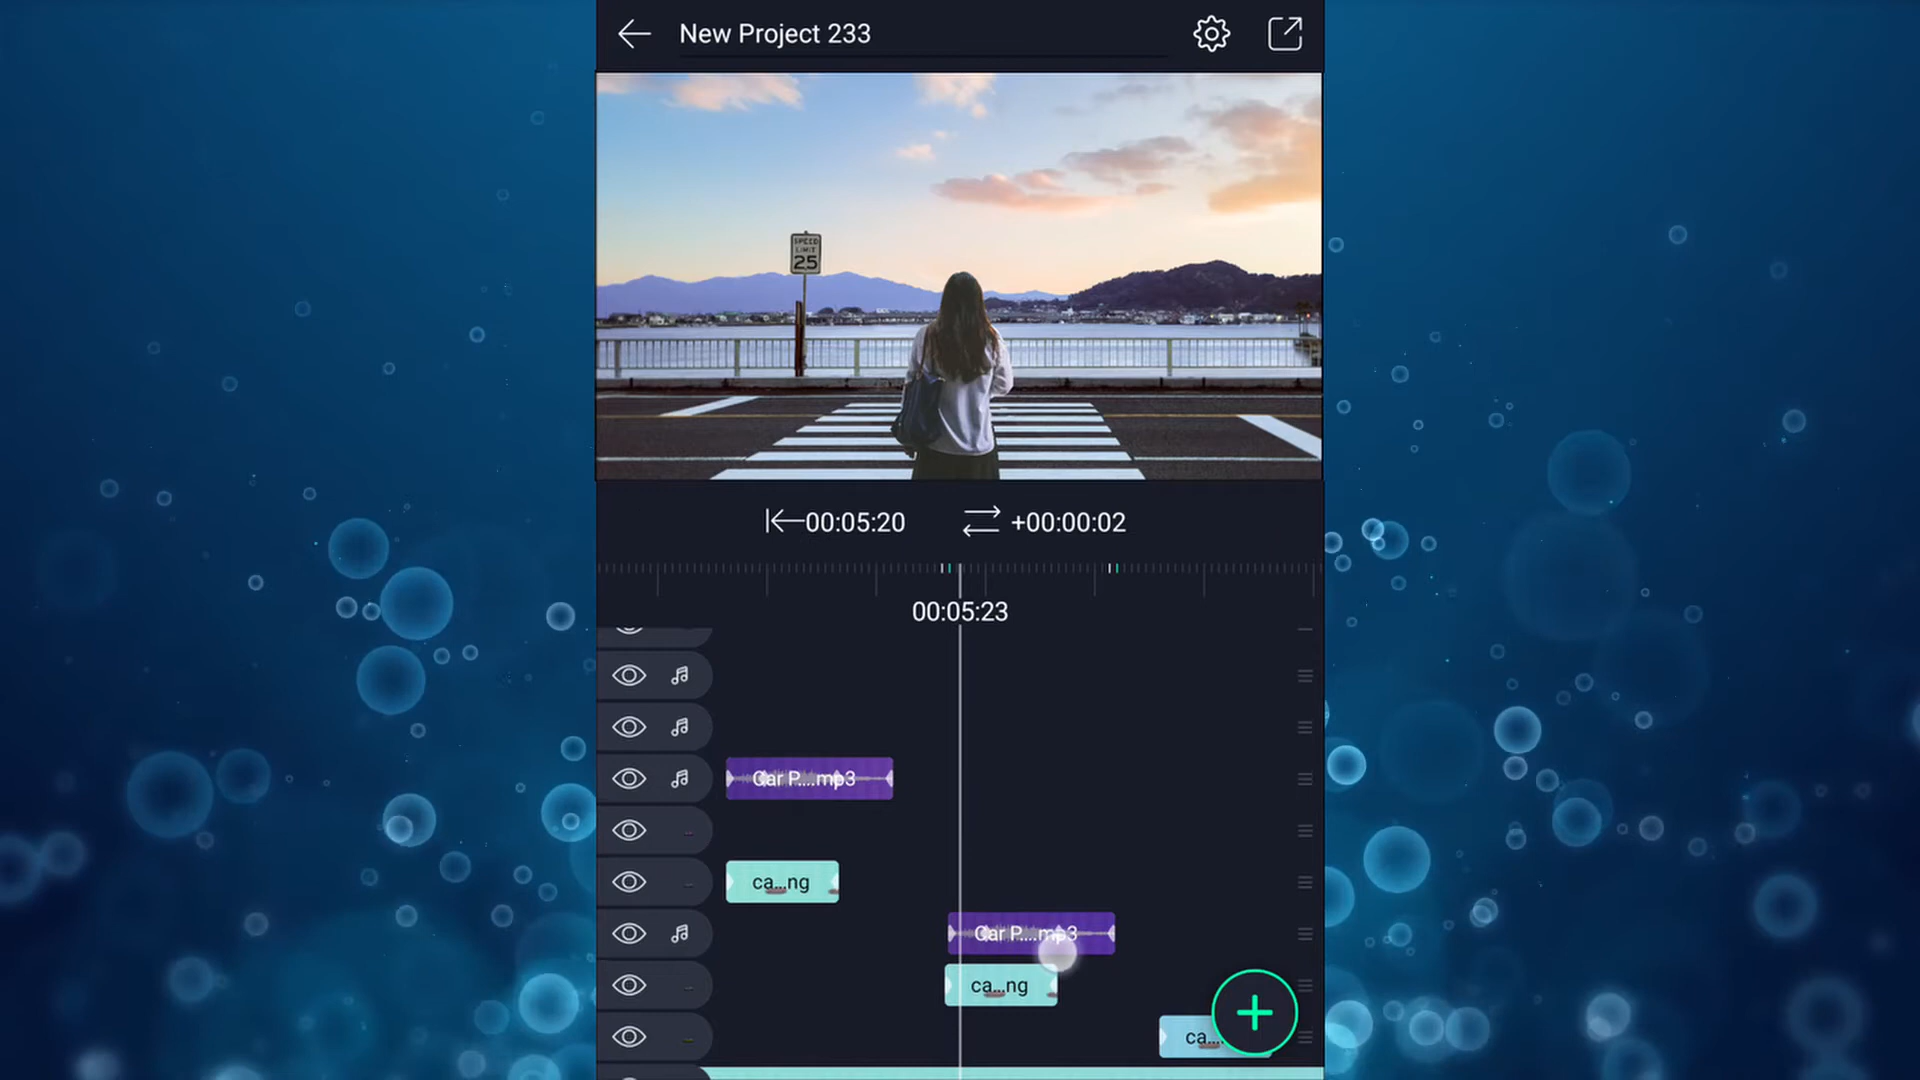 New Project 233
SPEED
LIMIT
25
00:05:20
+00:00:02
00:05:23
Car P....mp3
ca...ng
Car P....mp3
ca...ng
ca...